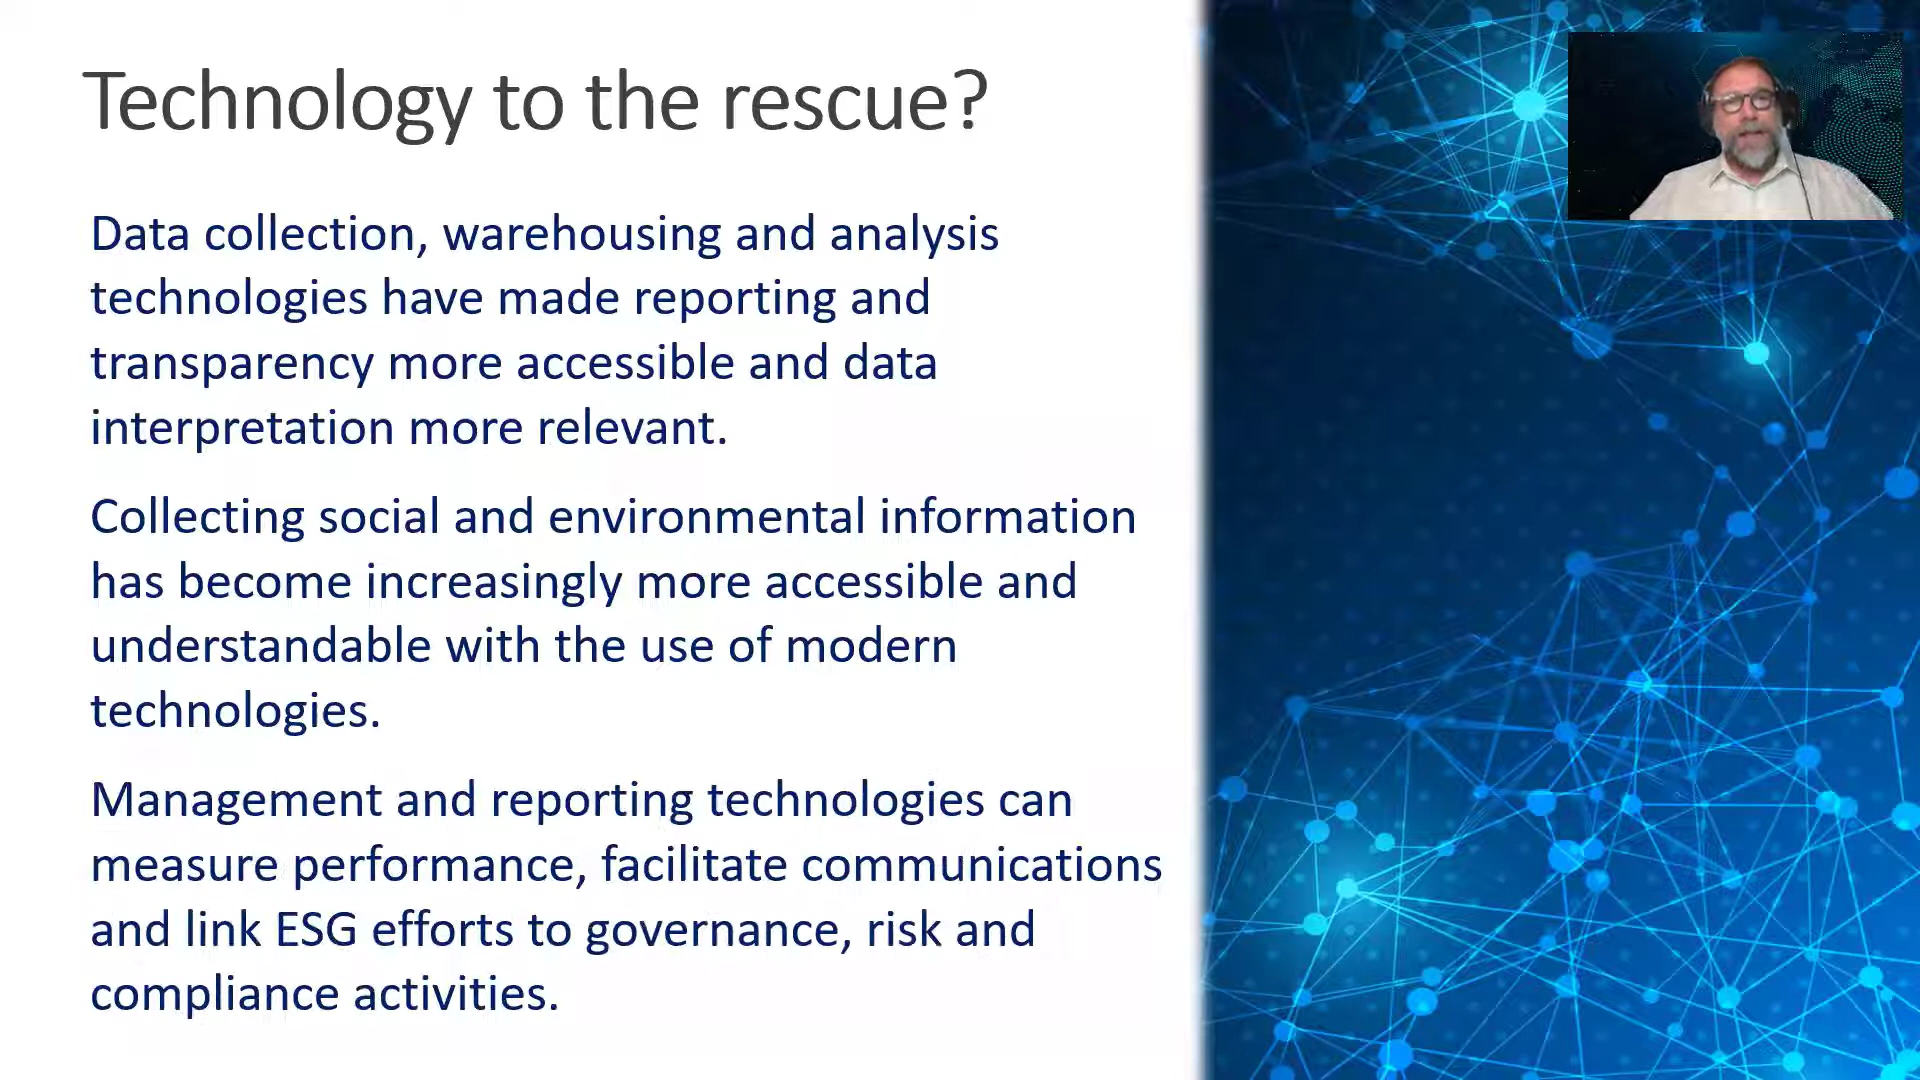 Technology to the rescue?
Data collection, warehousing and analysis
technologies have made reporting and
transparency more accessible and data
interpretation more relevant.
Collecting social and environmental information
has become increasingly more accessible and
understandable with the use of modern
technologies.
Management and reporting technologies can
measure performance, facilitate communications
and link ESG efforts to governance, risk and
compliance activities.